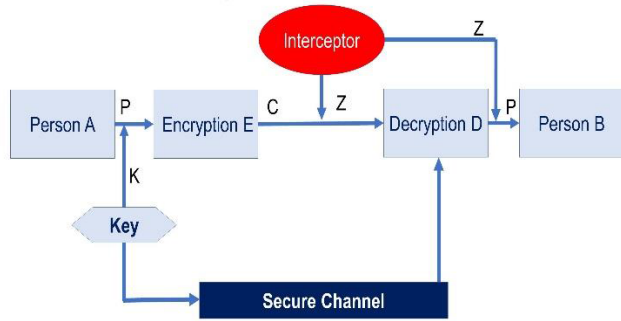 Interceptor
Z
P
C
Z
P
Person A
Encryption E
Decryption D
Person B
K
Key
Secure Channel